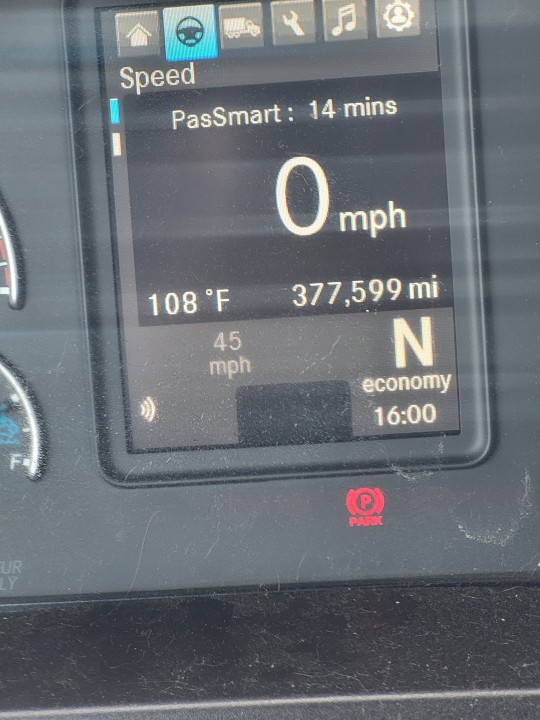 Speed
PasSmart: 14 mins
0 mph
108 °F 377,599 mi
45
mph
N
economy
16:00
F
P
PARK